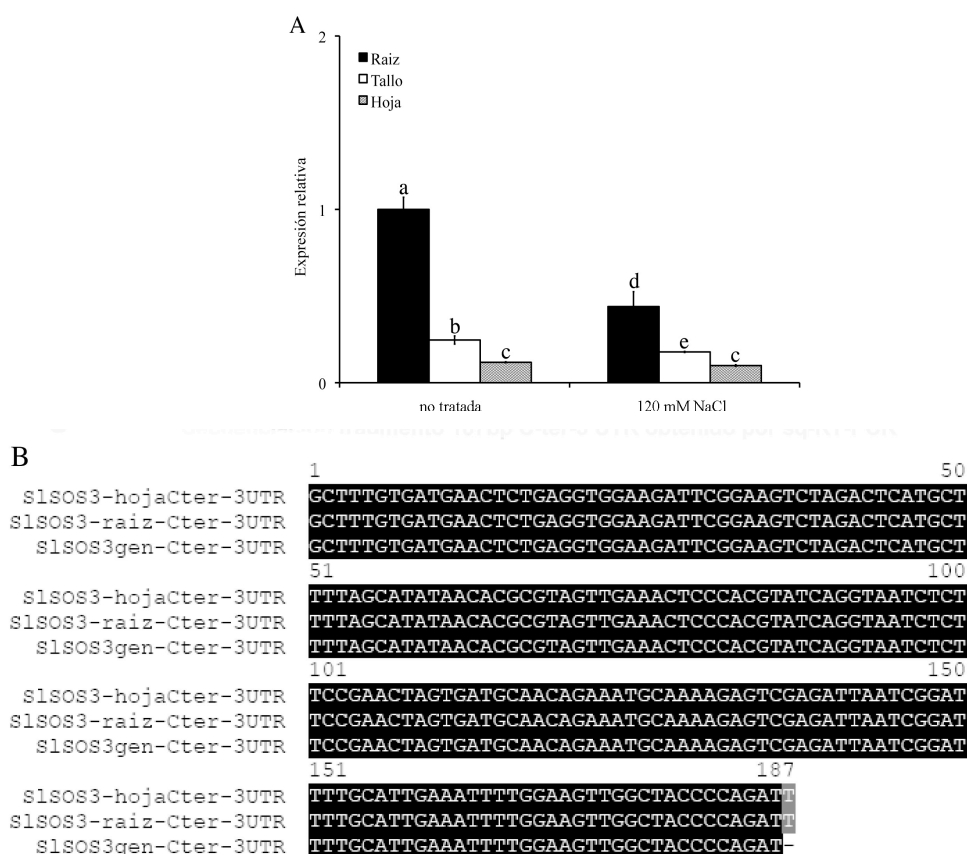 A
2
Raiz
Tallo
Hoja
Expresión relativa
a
1
d
b
e
c
c
0
no tratada
120 mM NaCl
B
1 50
SlSOS3-hojaCter-3UTR GCTTTGTGATGAACTCTGAGGTGGAAGATTCGGAAGTCTAGACTCATGCT
SlSOS3-raiz-Cter-3UTR GCTTTGTGATGAACTCTGAGGTGGAAGATTCGGAAGTCTAGACTCATGCT
SlSOS3gen-Cter-3UTR GCTTTGTGATGAACTCTGAGGTGGAAGATTCGGAAGTCTAGACTCATGCT
51 100
SlSOS3-hojaCter-3UTR TTTAGCATATAACACGCGTAGTTGAAACTCCCACGTATCAGGTAATCTCT
SlSOS3-raiz-Cter-3UTR TTTAGCATATAACACGCGTAGTTGAAACTCCCACGTATCAGGTAATCTCT
SlSOS3gen-Cter-3UTR TTTAGCATATAACACGCGTAGTTGAAACTCCCACGTATCAGGTAATCTCT
101 150
SlSOS3-hojaCter-3UTR TCCGAACTAGTGATGCAACAGAAATGCAAAAGAGTCGAGATTAATCGGAT
SlSOS3-raiz-Cter-3UTR TCCGAACTAGTGATGCAACAGAAATGCAAAAGAGTCGAGATTAATCGGAT
SlSOS3gen-Cter-3UTR TCCGAACTAGTGATGCAACAGAAATGCAAAAGAGTCGAGATTAATCGGAT
151 187
SlSOS3-hojaCter-3UTR TTTGCATTGAAATTTTGGAAGTTGGCTACCCCAGATT
SlSOS3-raiz-Cter-3UTR TTTGCATTGAAATTTTGGAAGTTGGCTACCCCAGATT
SlSOS3gen-Cter-3UTR TTTGCATTGAAATTTTGGAAGTTGGCTACCCCAGAT-